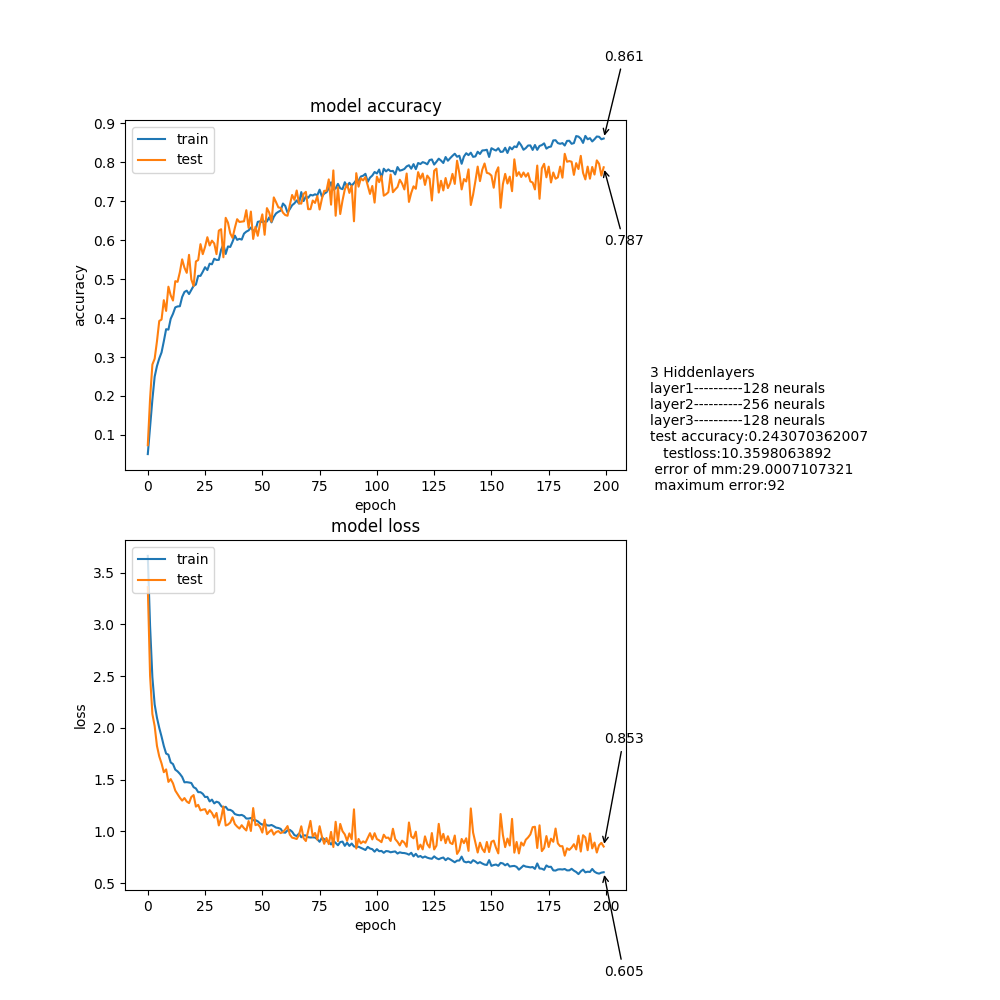 0.861
model accuracy
0.9
0.8
0.7
0.6
0.5
0.4
0.3
0.2
0.1
accuracy
train
test
0.787
0 25 50 75 100 125 150 175 200
epoch
3 Hiddenlayers
layer1----------128 neurals
layer2----------256 neurals
layer3----------128 neurals
test accuracy:0.243070362007
testloss:10.3598063892
error of mm:29.0007107321
maximum error:92
model loss
3.5
3.0
2.5
2.0
1.5
1.0
0.5
loss
train
test
0.853
0 25 50 75 100 125 150 175 200
epoch
0.605